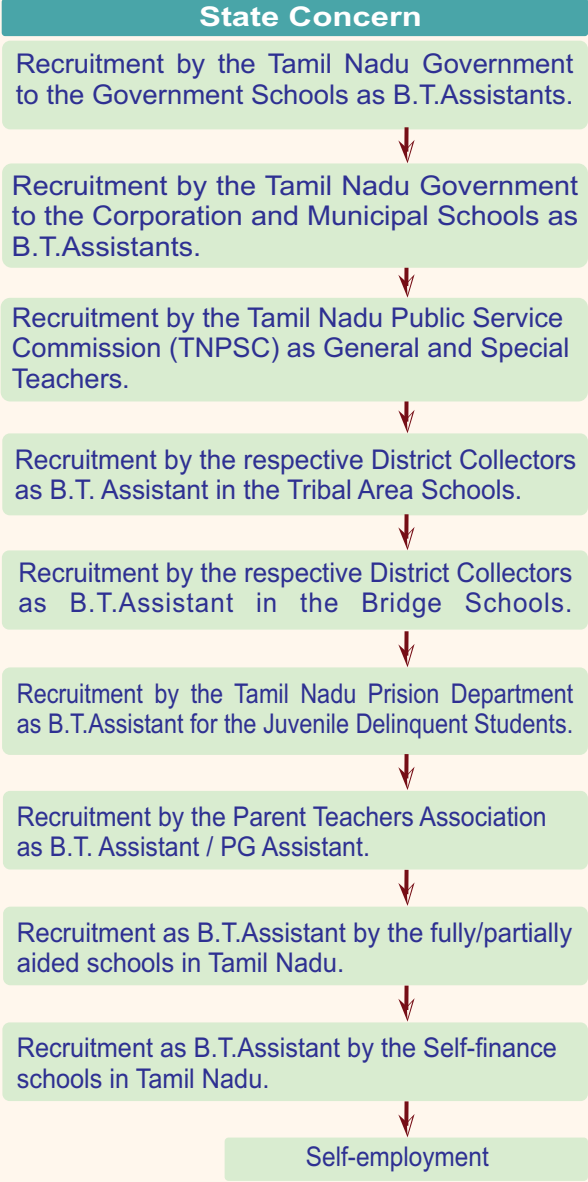 State Concern
Recruitment by the Tamil Nadu Government
to the Government Schools as B.T.Assistants.
Recruitment by the Tamil Nadu Government
to the Corporation and Municipal Schools as
B.T.Assistants.
Recruitment by the Tamil Nadu Public Service
Commission (TNPSC) as General and Special
Teachers.
Recruitment by the respective District Collectors
as B.T. Assistant in the Tribal Area Schools.
Recruitment by the respective District Collectors
as B.T.Assistant in the Bridge Schools.
Recruitment by the Tamil Nadu Prision Department
as B.T.Assistant for the Juvenile Delinquent Students.
Recruitment by the Parent Teachers Association
as B.T. Assistant / PG Assistant.
Recruitment as B.T.Assistant by the fully/partially
aided schools in Tamil Nadu.
Recruitment as B.T.Assistant by the Self-finance
schools in Tamil Nadu.
Self-employment